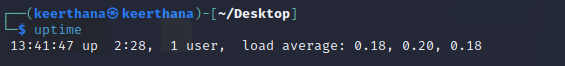 ┌──(keerthana㉿keerthana)-[~/Desktop]
└─$ uptime
 13:41:47 up  2:28,  1 user,  load average: 0.18, 0.20, 0.18